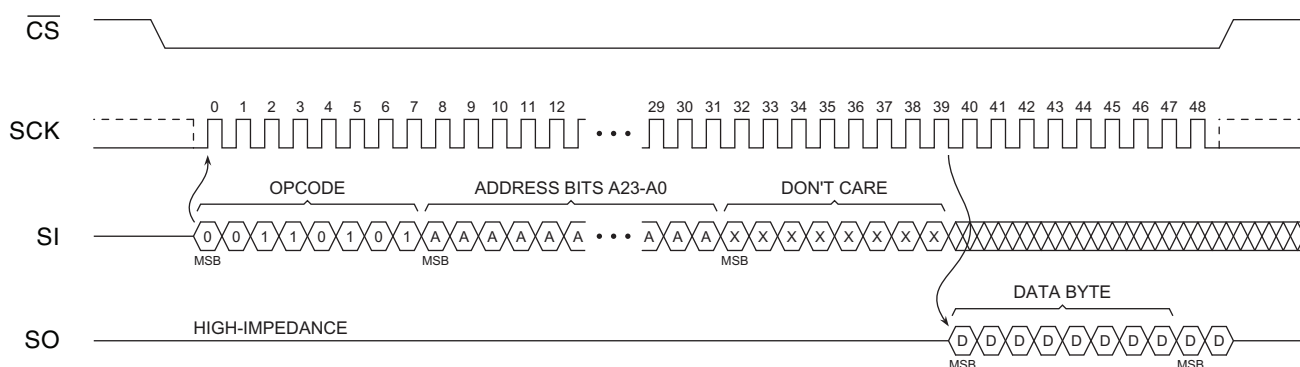 CS
0 1 2 3 4 5 6 7 8 9 10 11 12 29 30 31 32 33 34 35 36 37 38 39 40 41 42 43 44 45 46 47 48
SCK
OPCODE ADDRESS BITS A23-A0 DON'T CARE
SI 0 0 1 1 0 1 0 1 A A A A A A A A A X X X X X X X X
MSB MSB MSB
DATA BYTE
HIGH-IMPEDANCE
SO D D D D D D D D D D
MSB MSB